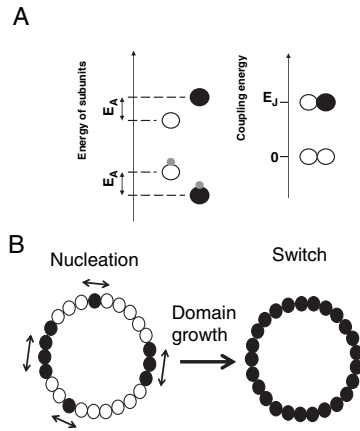 A
Energy of subunits
E_A
E_A
Coupling energy
E_J
0
B
Nucleation
Switch
Domain
growth